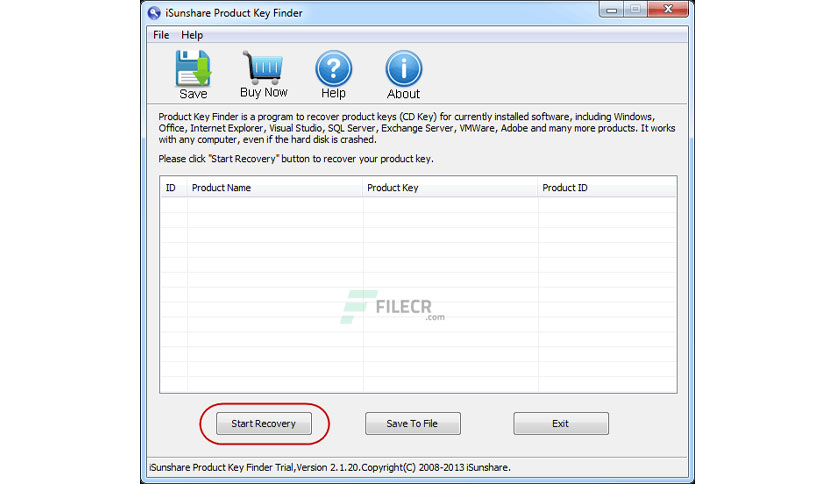 iSunshare Product Key Finder
File Help
Save Buy Now Help About
Product Key Finder is a program to recover product keys (CD Key) for currently installed software, including Windows,
Office, Internet Explorer, Visual Studio, SQL Server, Exchange Server, VMWare, Adobe and many more products. It works
with any computer, even if the hard disk is crashed.
Please click "Start Recovery" button to recover your product key.
ID Product Name Product Key Product ID
FILECR
.com
Start Recovery Save To File Exit
iSunshare Product Key Finder Trial,Version 2.1.20.Copyright(C) 2008-2013 iSunshare.